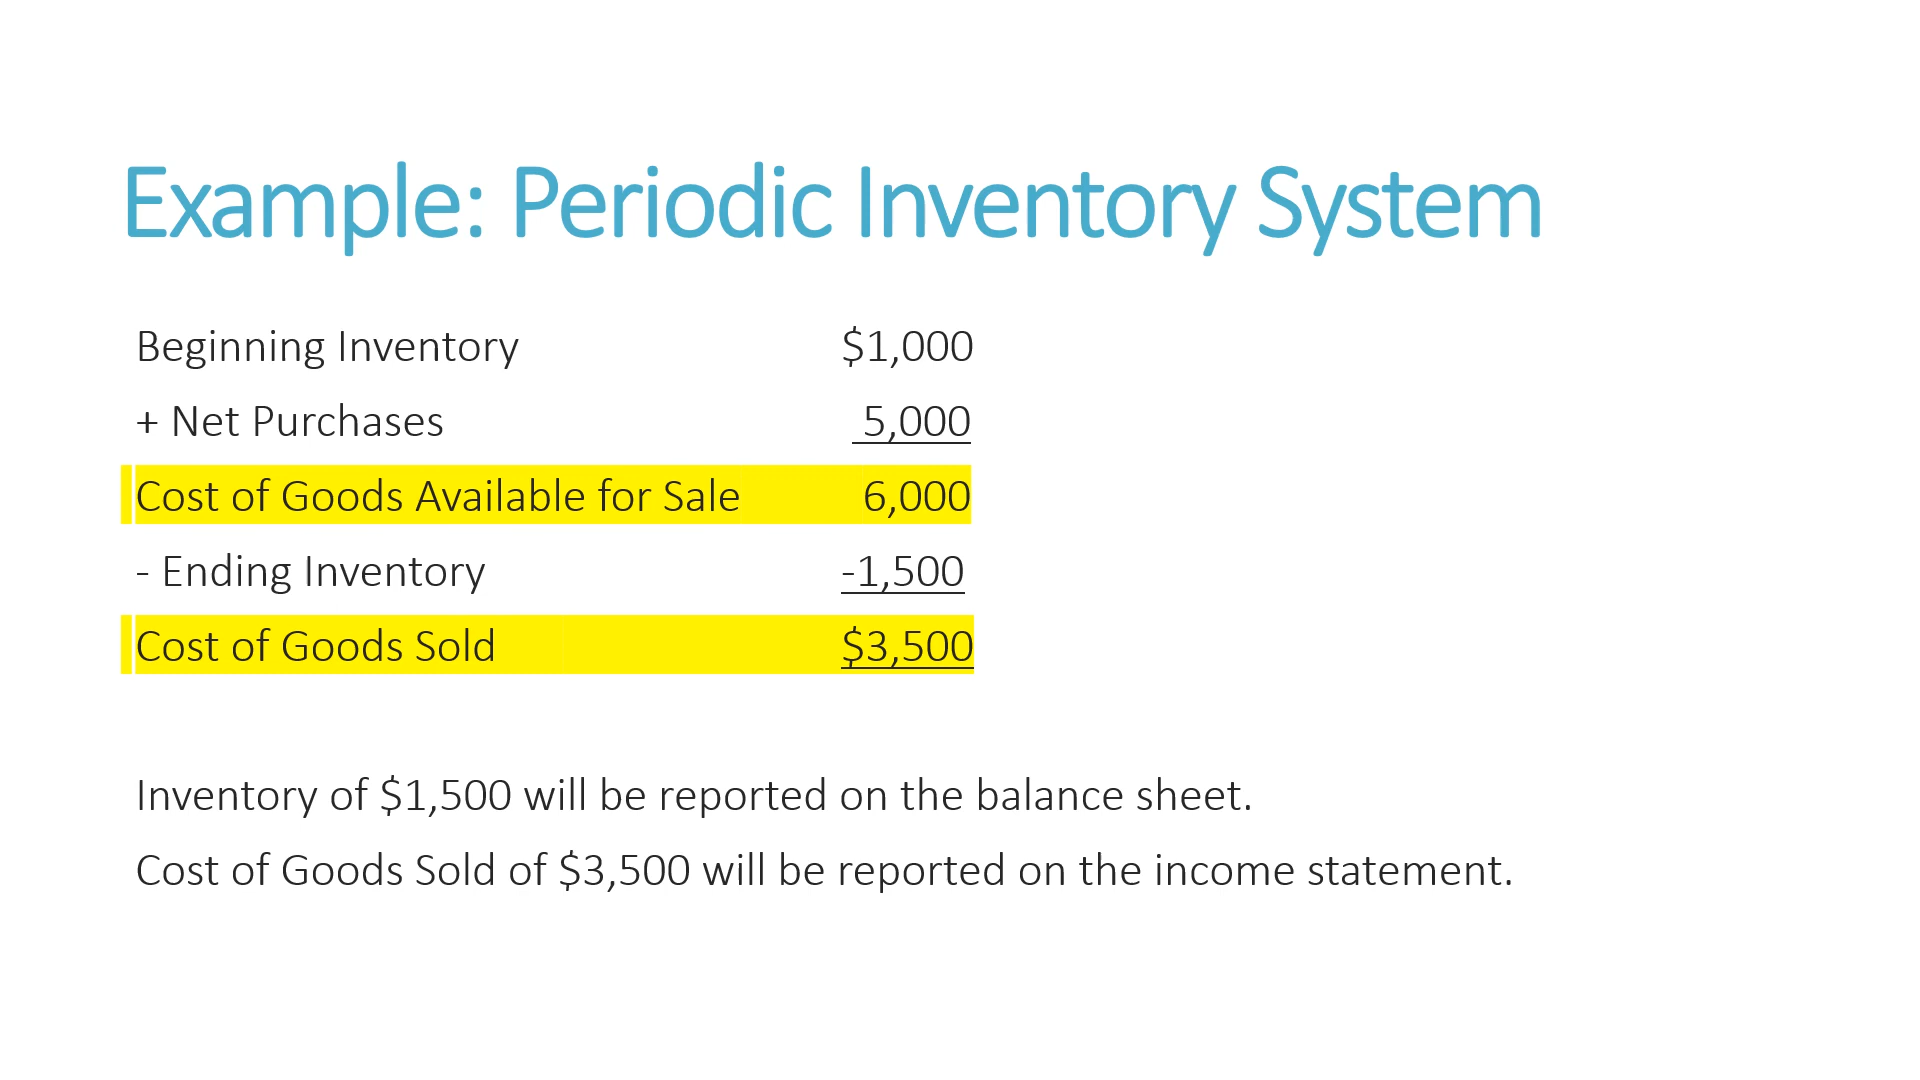 Example: Periodic Inventory System
Beginning Inventory $1,000
+ Net Purchases 5,000
Cost of Goods Available for Sale 6,000
- Ending Inventory -1,500
Cost of Goods Sold $3,500
Inventory of $1,500 will be reported on the balance sheet.
Cost of Goods Sold of $3,500 will be reported on the income statement.